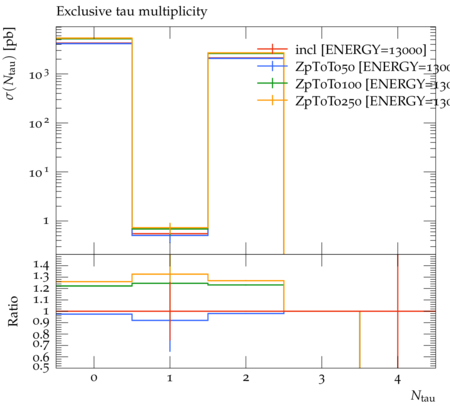 Exclusive tau multiplicity
σ(N_tau) [pb]
10^3
10^2
10^1
1
incl [ENERGY=13000]
ZpToTo50 [ENERGY=1300
ZpToTo100 [ENERGY=130
ZpToTo250 [ENERGY=130
Ratio
1.4
1.3
1.2
1.1
1
0.9
0.8
0.7
0.6
0.5
0 1 2 3 4
N_tau